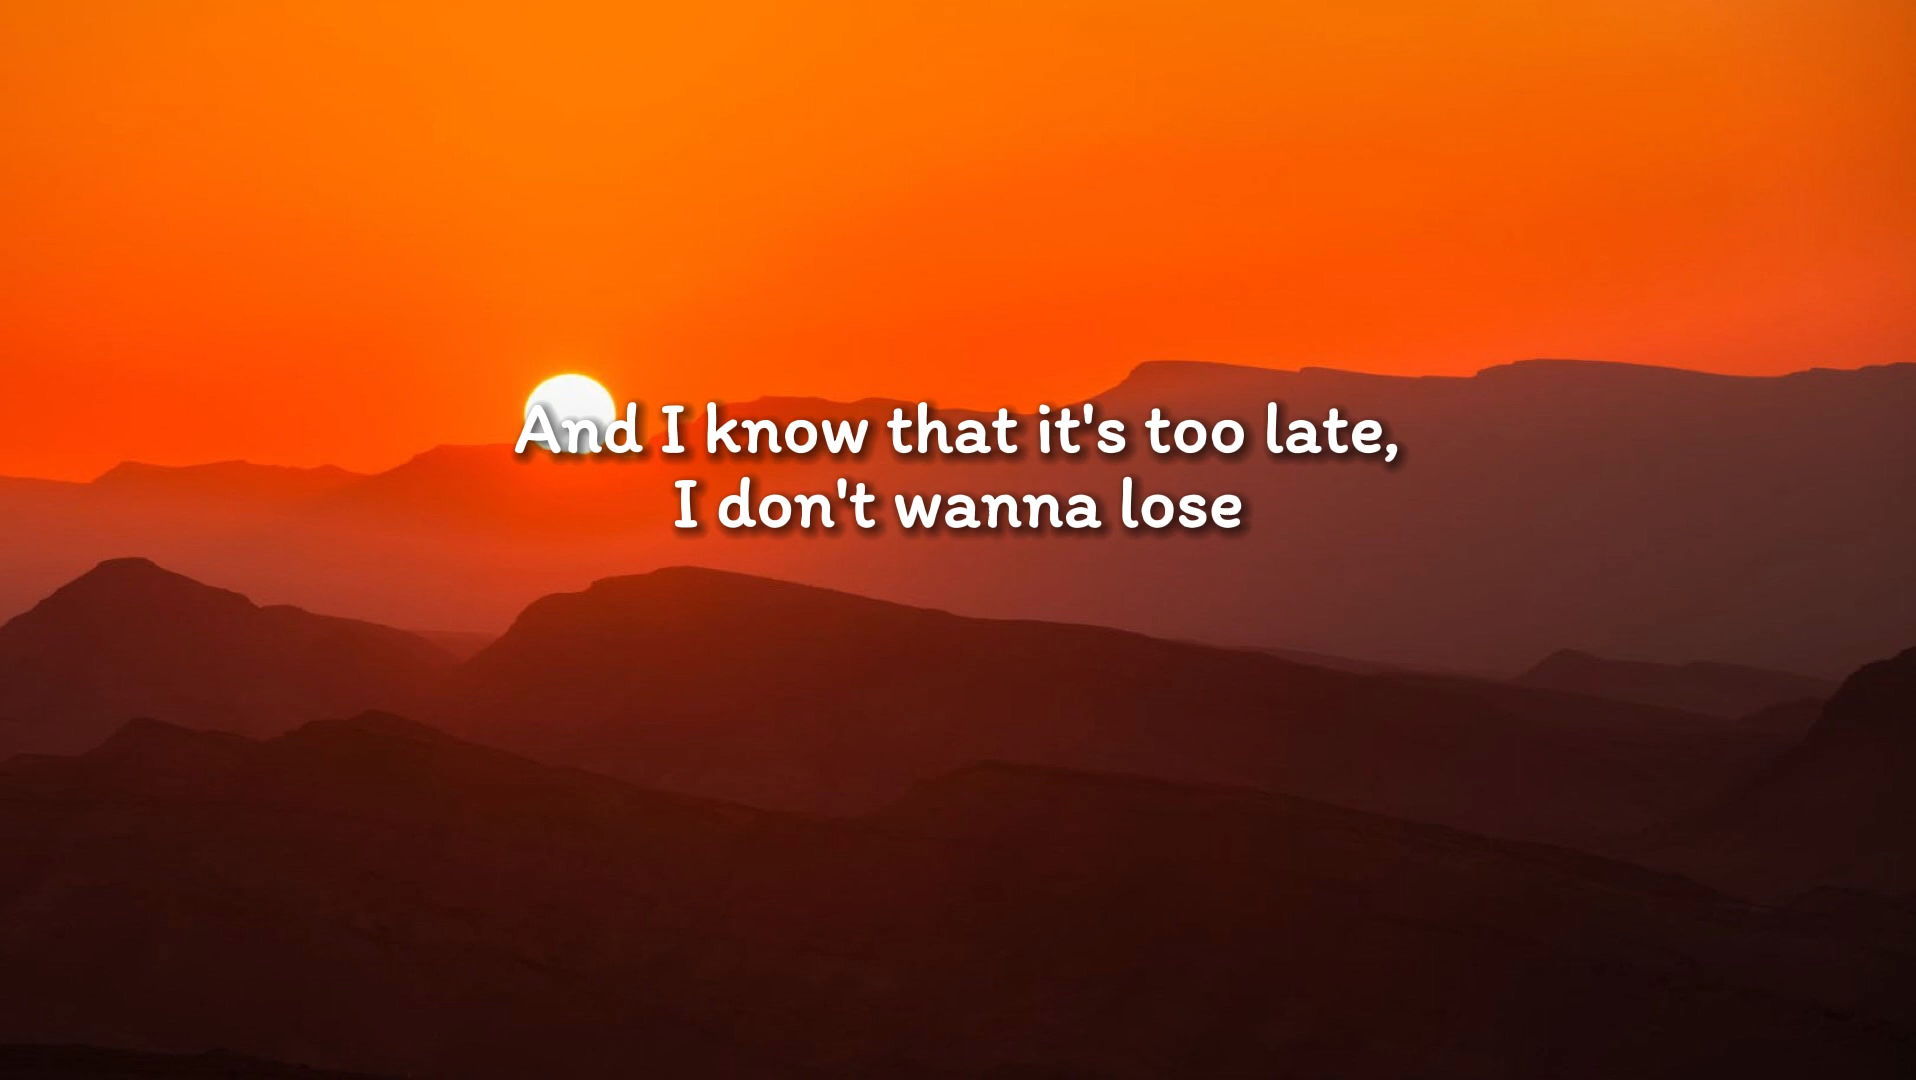 And I know that it's too late,
I don't wanna lose